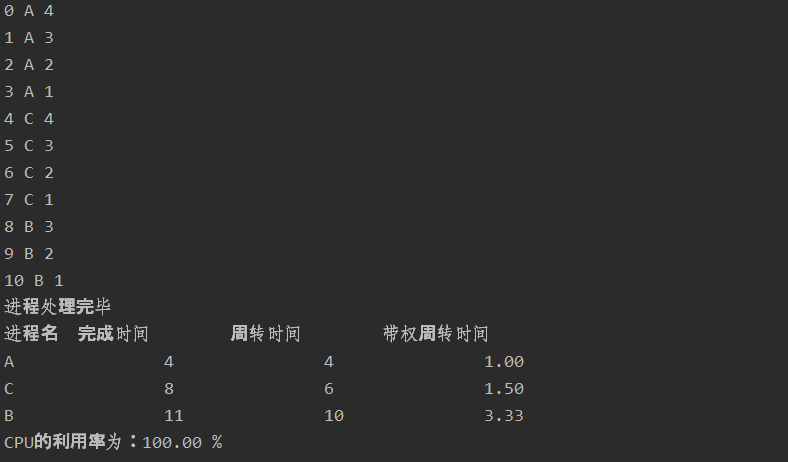 0 A 4
1 A 3
2 A 2
3 A 1
4 C 4
5 C 3
6 C 2
7 C 1
8 B 3
9 B 2
10 B 1
进程处理完毕
进程名 完成时间 周转时间 带权周转时间
A 4 4 1.00
C 8 6 1.50
B 11 10 3.33
CPU的利用率为：100.00 %